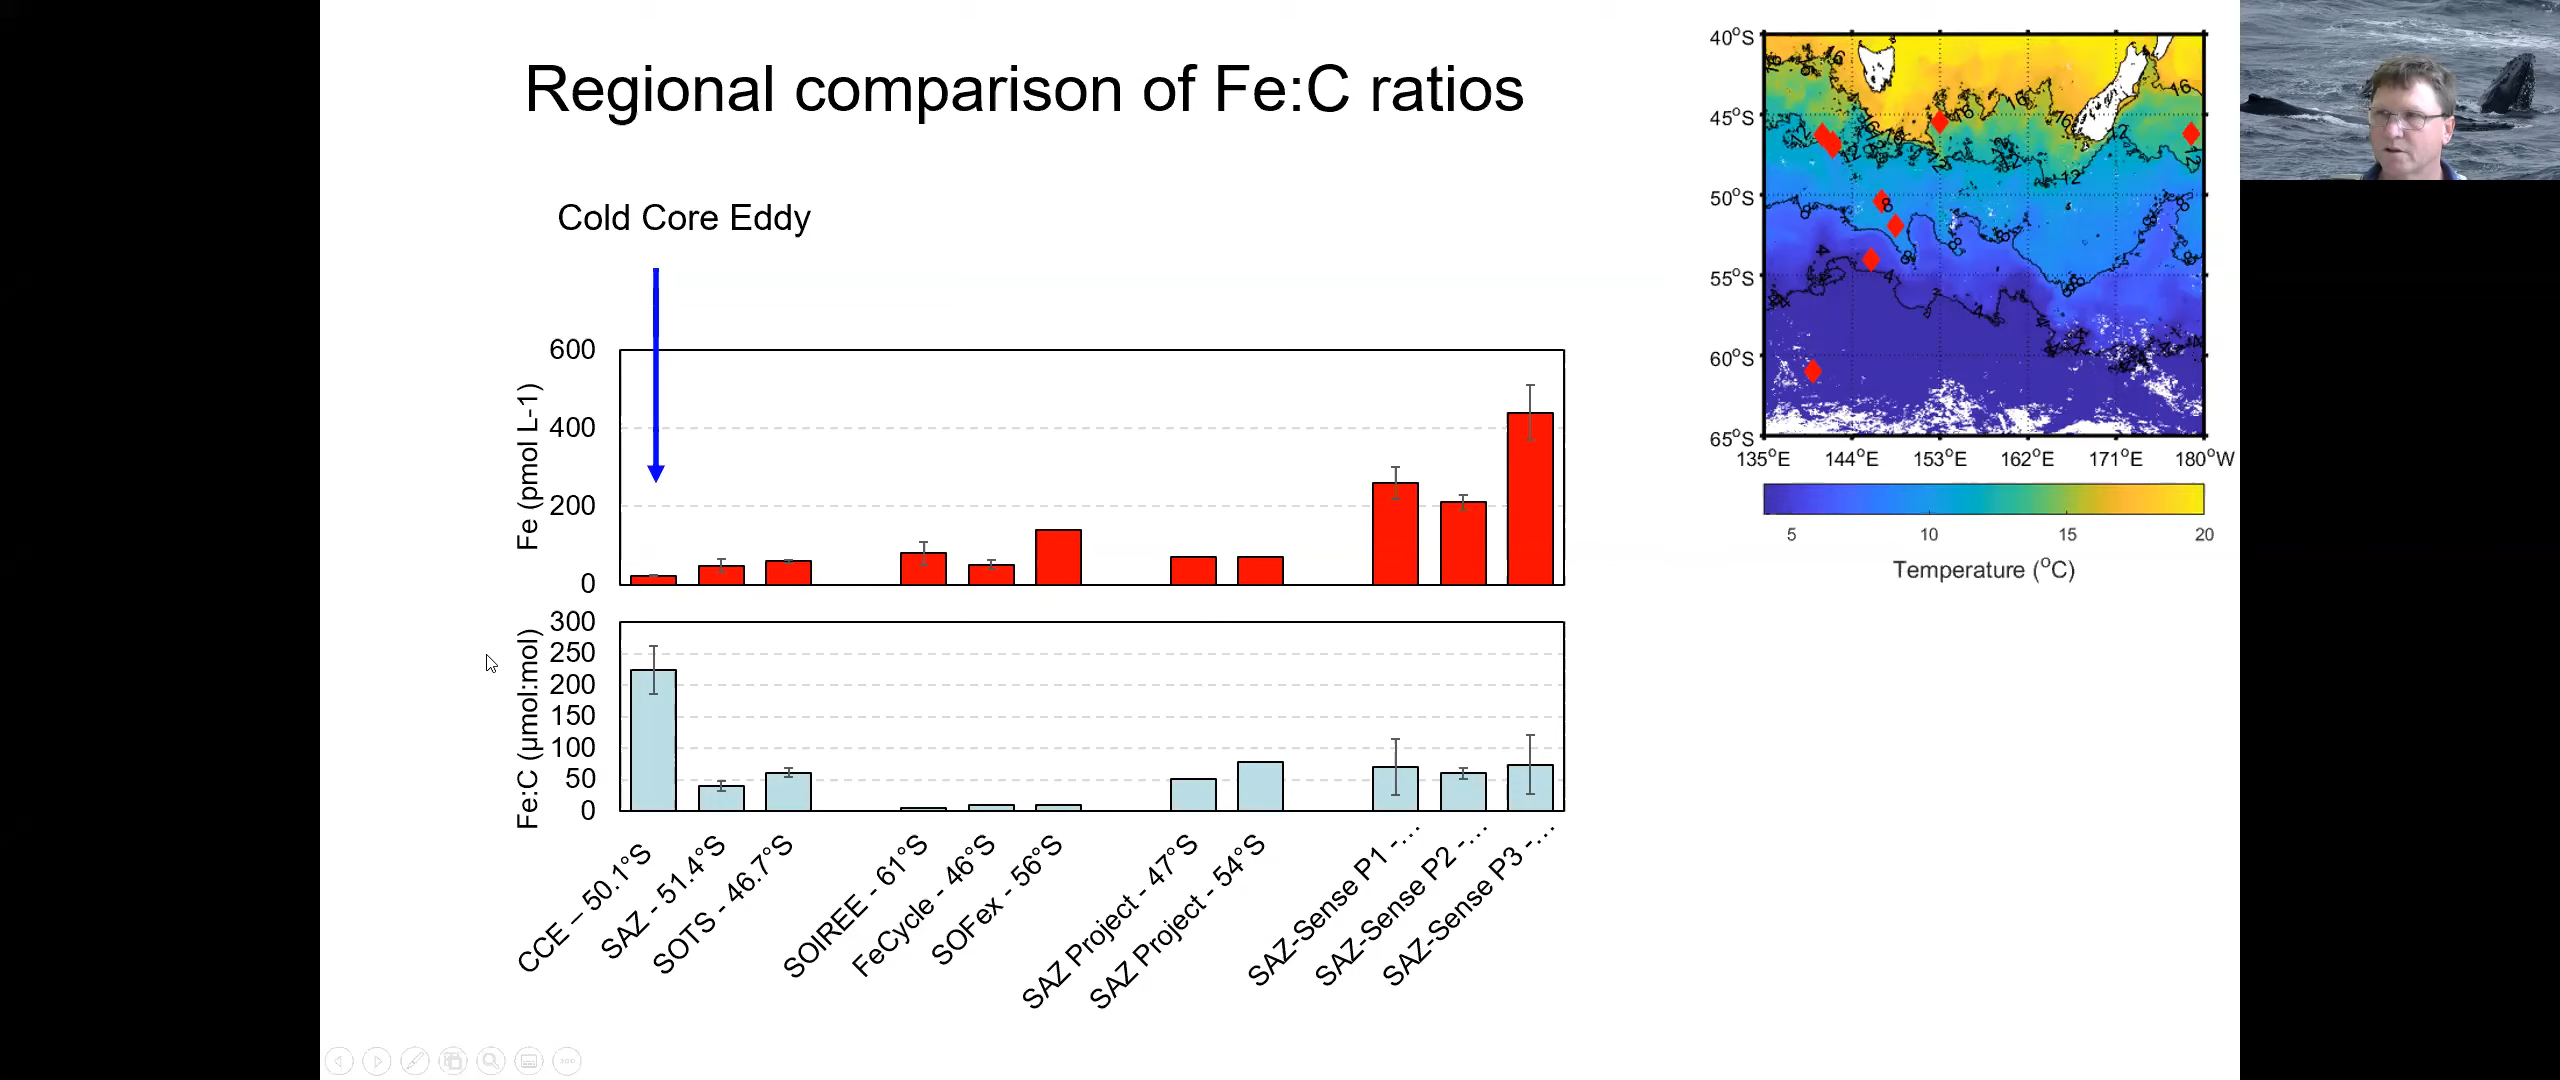 Regional comparison of Fe:C ratios
Cold Core Eddy
Fe (pmol L-1)
600
400
200
0
Fe:C (µmol:mol)
300
250
200
150
100
50
0
CCE – 50.1°S
SAZ - 51.4°S
SOTS - 46.7°S
SOIREE - 61°S
FeCycle - 46°S
SOFex - 56°S
SAZ Project - 47°S
SAZ Project - 54°S
SAZ-Sense P1 -...
SAZ-Sense P2 -...
SAZ-Sense P3 -...
40°S
45°S
50°S
55°S
60°S
65°S
135°E 144°E 153°E 162°E 171°E 180°W
5 10 15 20
Temperature (°C)